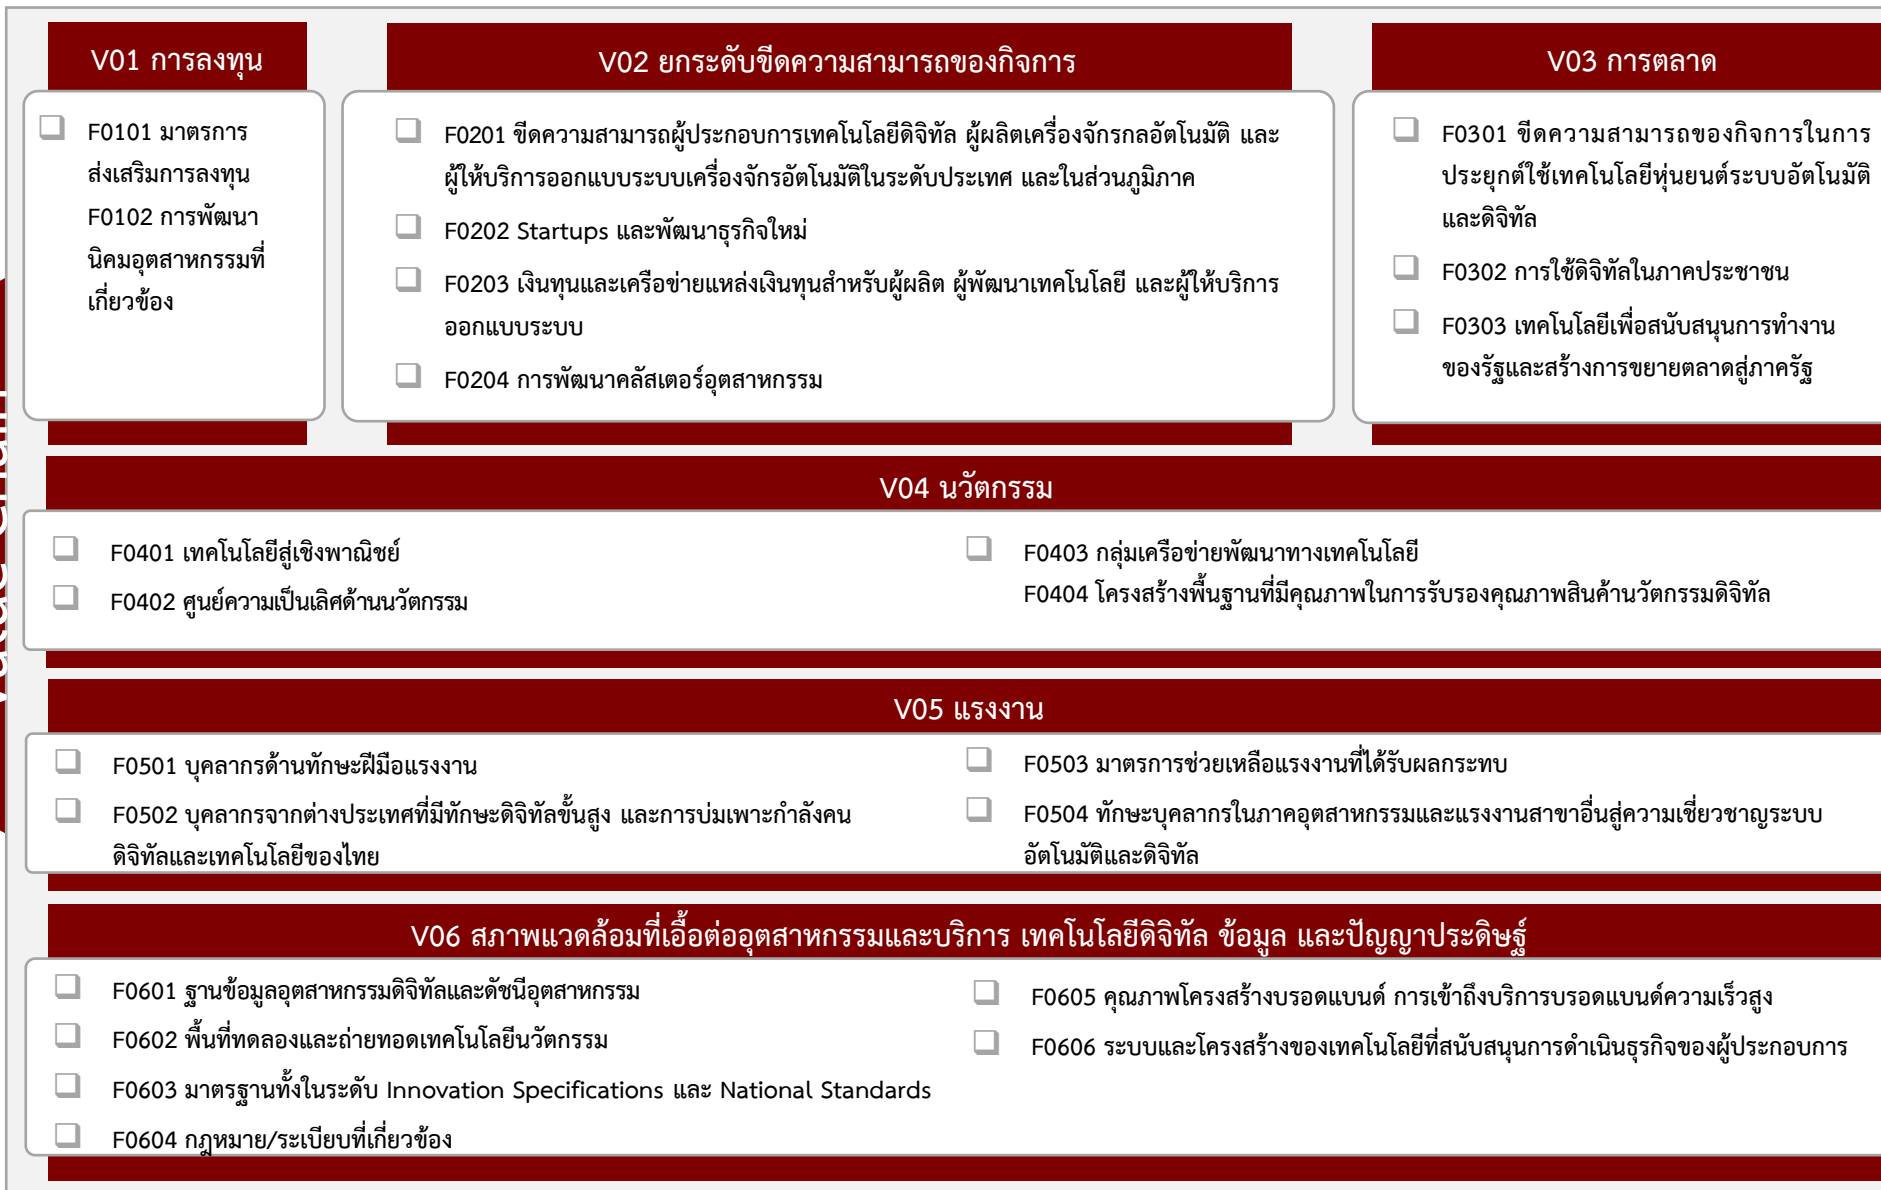 V01 การลงทุน
F0101 มาตรการ
ส่งเสริมการลงทุน
F0102 การพัฒนา
นิคมอุตสาหกรรมที่
เกี่ยวข้อง
V02 ยกระดับขีดความสามารถของกิจการ
F0201 ขีดความสามารถผู้ประกอบการเทคโนโลยีดิจิทัล ผู้ผลิตเครื่องจักรกลอัตโนมัติ และ
ผู้ให้บริการออกแบบระบบเครื่องจักรอัตโนมัติในระดับประเทศ และในส่วนภูมิภาค
F0202 Startups และพัฒนาธุรกิจใหม่
F0203 เงินทุนและเครือข่ายแหล่งเงินทุนสำหรับผู้ผลิต ผู้พัฒนาเทคโนโลยี และผู้ให้บริการ
ออกแบบระบบ
F0204 การพัฒนาคลัสเตอร์อุตสาหกรรม
V03 การตลาด
F0301 ขีดความสามารถของกิจการในการ
ประยุกต์ใช้เทคโนโลยีหุ่นยนต์ระบบอัตโนมัติ
และดิจิทัล
F0302 การใช้ดิจิทัลในภาคประชาชน
F0303 เทคโนโลยีเพื่อสนับสนุนการทำงาน
ของรัฐและสร้างการขยายตลาดสู่ภาครัฐ
V04 นวัตกรรม
F0401 เทคโนโลยีสู่เชิงพาณิชย์
F0402 ศูนย์ความเป็นเลิศด้านนวัตกรรม
F0403 กลุ่มเครือข่ายพัฒนาทางเทคโนโลยี
F0404 โครงสร้างพื้นฐานที่มีคุณภาพในการรับรองคุณภาพสินค้านวัตกรรมดิจิทัล
V05 แรงงาน
F0501 บุคลากรด้านทักษะฝีมือแรงงาน
F0502 บุคลากรจากต่างประเทศที่มีทักษะดิจิทัลขั้นสูง และการบ่มเพาะกำลังคน
ดิจิทัลและเทคโนโลยีของไทย
F0503 มาตรการช่วยเหลือแรงงานที่ได้รับผลกระทบ
F0504 ทักษะบุคลากรในภาคอุตสาหกรรมและแรงงานสาขาอื่นสู่ความเชี่ยวชาญระบบ
อัตโนมัติและดิจิทัล
V06 สภาพแวดล้อมที่เอื้อต่ออุตสาหกรรมและบริการ เทคโนโลยีดิจิทัล ข้อมูล และปัญญาประดิษฐ์
F0601 ฐานข้อมูลอุตสาหกรรมดิจิทัลและดัชนีอุตสาหกรรม
F0602 พื้นที่ทดลองและถ่ายทอดเทคโนโลยีนวัตกรรม
F0603 มาตรฐานทั้งในระดับ Innovation Specifications และ National Standards
F0604 กฎหมาย/ระเบียบที่เกี่ยวข้อง
F0605 คุณภาพโครงสร้างบรอดแบนด์ การเข้าถึงบริการบรอดแบนด์ความเร็วสูง
F0606 ระบบและโครงสร้างของเทคโนโลยีที่สนับสนุนการดำเนินธุรกิจของผู้ประกอบการ